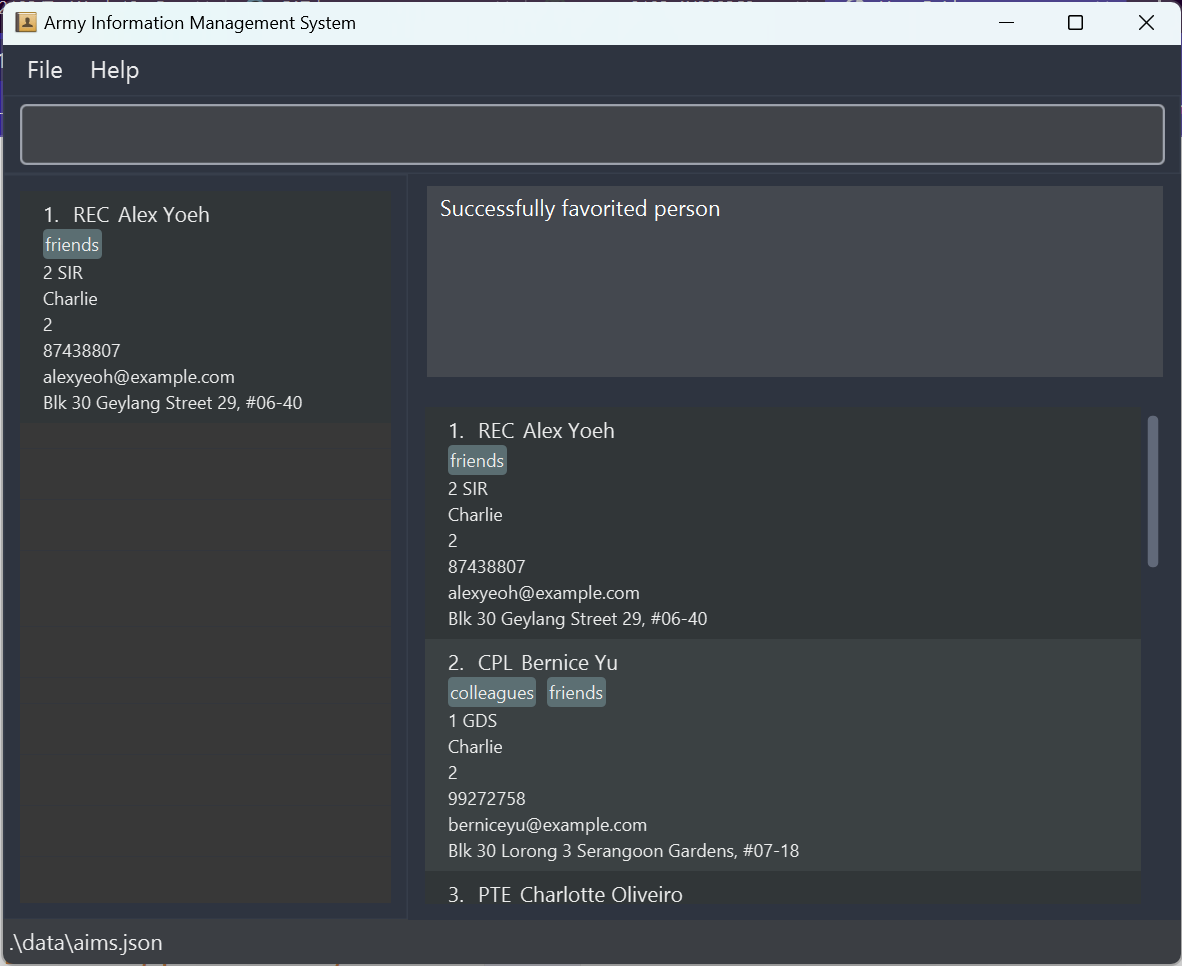 Army Information Management System
File Help
1. REC Alex Yoeh
friends
2 SIR
Charlie
2
87438807
alexyeoh@example.com
Blk 30 Geylang Street 29, #06-40
Successfully favorited person
1. REC Alex Yoeh
friends
2 SIR
Charlie
2
87438807
alexyeoh@example.com
Blk 30 Geylang Street 29, #06-40
2. CPL Bernice Yu
colleagues friends
1 GDS
Charlie
2
99272758
berniceyu@example.com
Blk 30 Lorong 3 Serangoon Gardens, #07-18
3. PTE Charlotte Oliveiro
.\data\aims.json